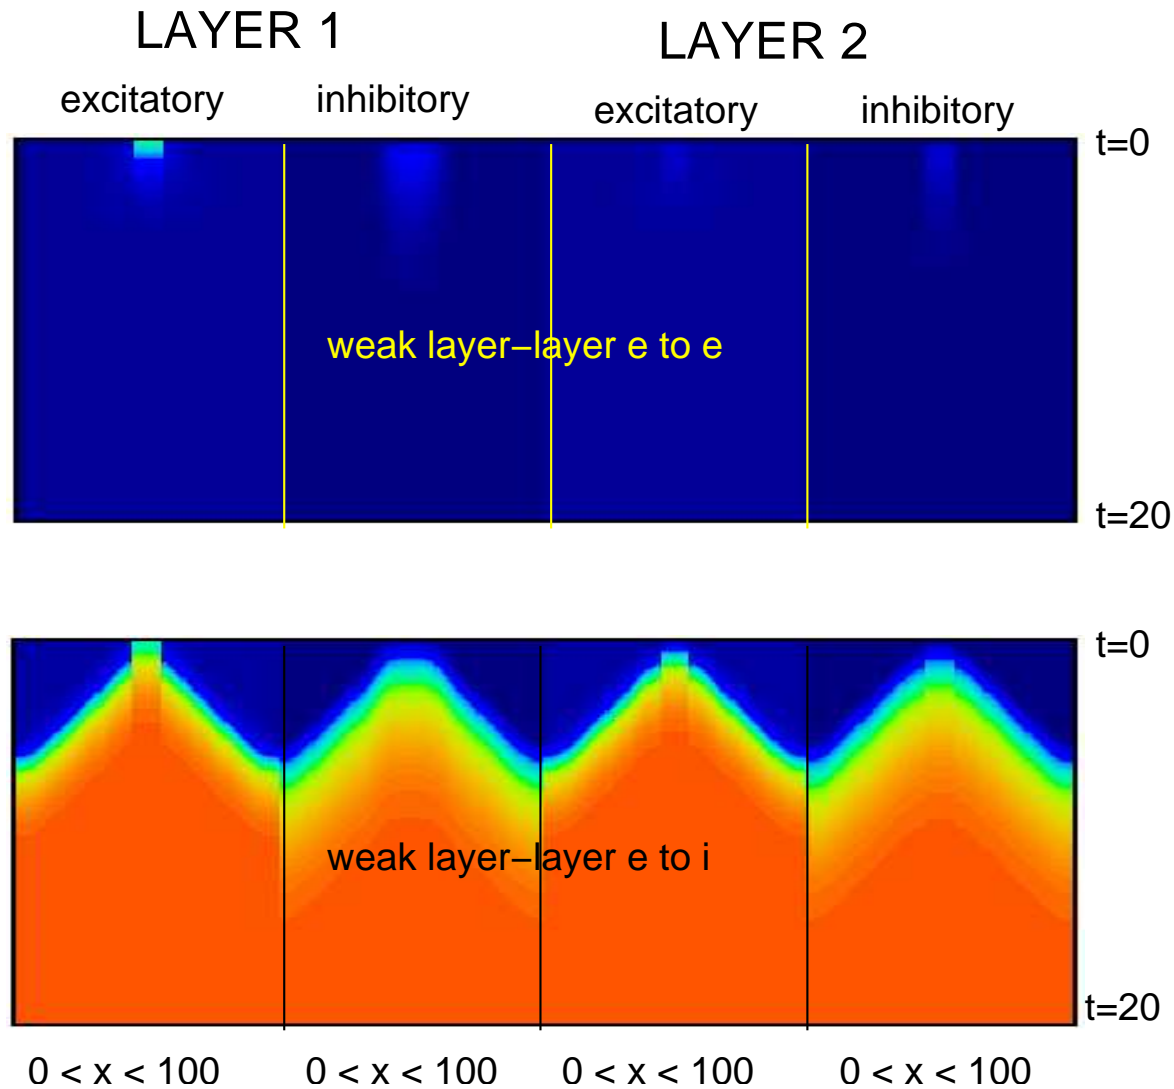 LAYER 1
LAYER 2
excitatory
inhibitory
excitatory
inhibitory
t=0
weak layer−layer e to e
t=20
t=0
weak layer−layer e to i
t=20
0 < x < 100
0 < x < 100
0 < x < 100
0 < x < 100